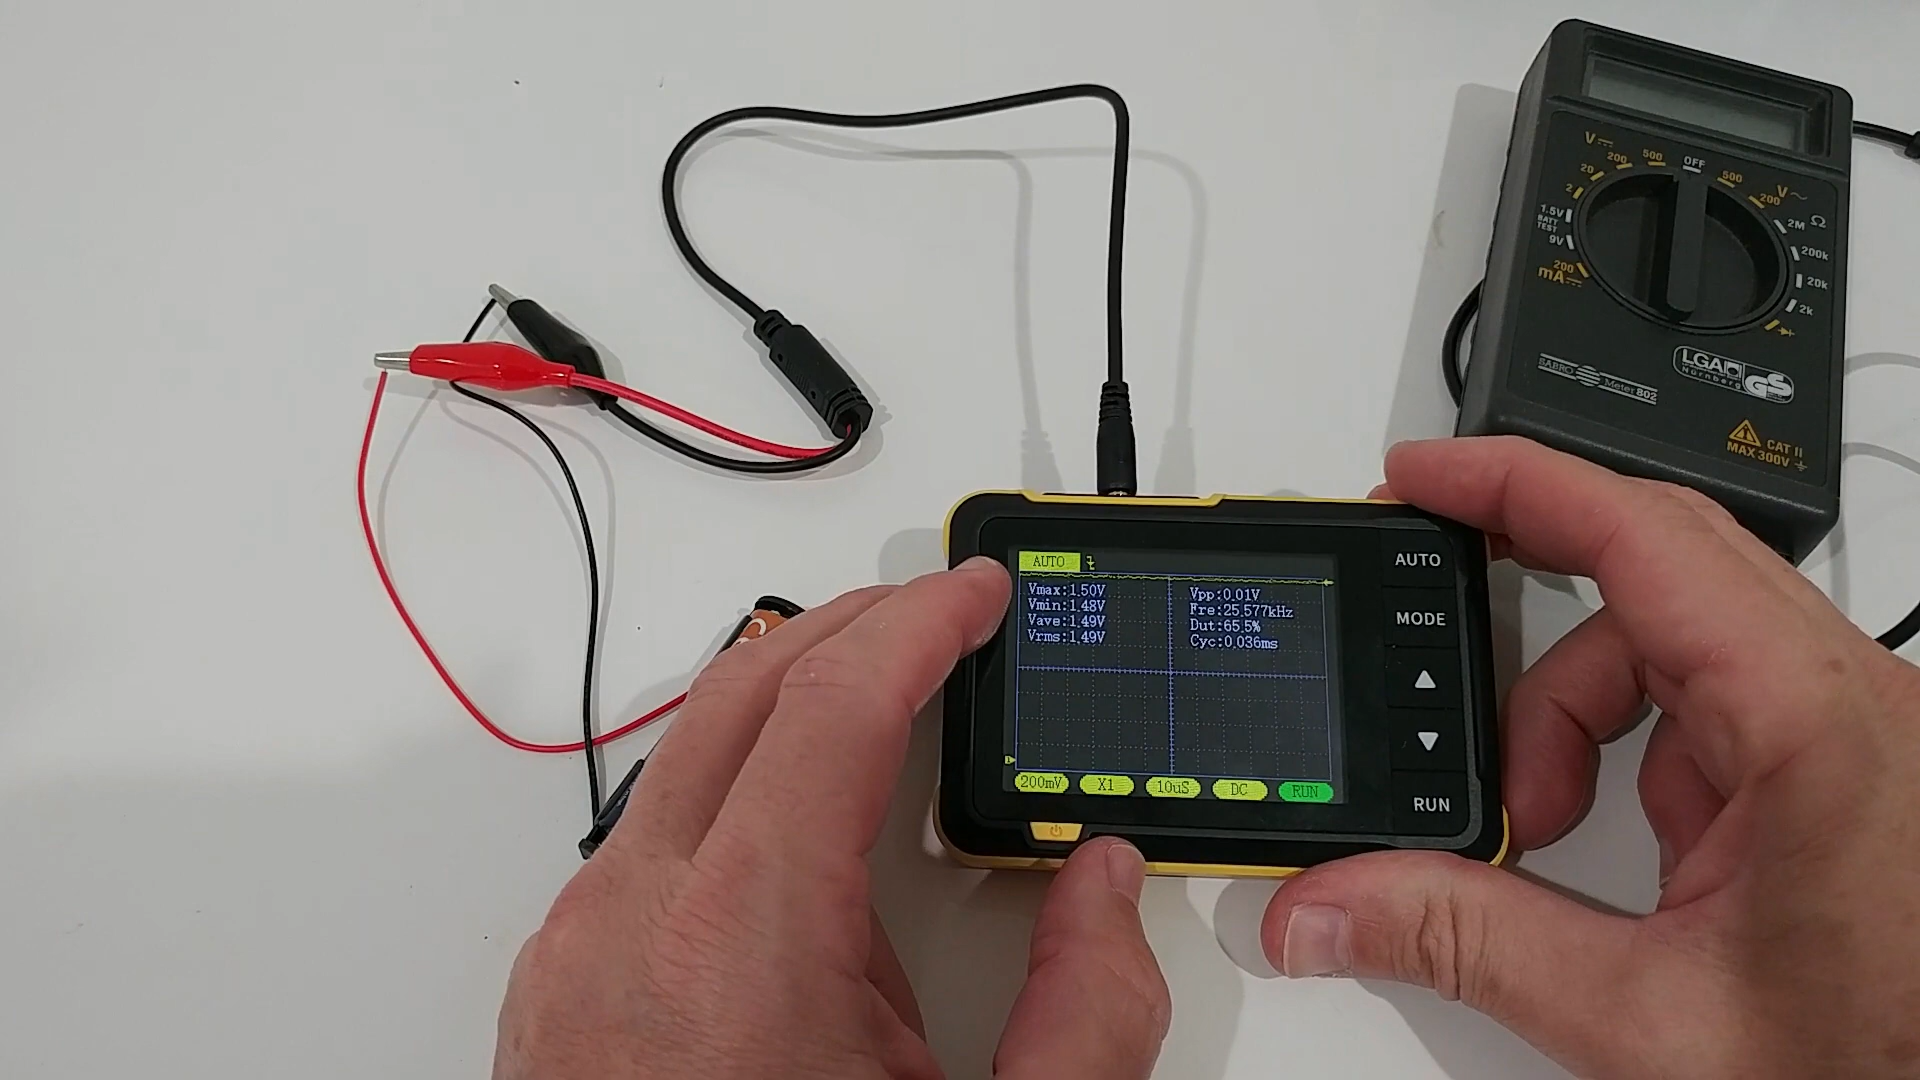 V
200
500
OFF
500
V
200
20
2
1.5V
BATT
TEST
9V
200
mA
Ω
2M
200k
20k
2k
SABRO
Meter 802
LGA
Nürnberg
GS
CAT II
MAX 300V
AUTO
Vmax:1.50V
Vmin:1.48V
Vave:1.49V
Vrms:1.49V
Vpp:0.01V
Fre:25.577kHz
Dut:65.5%
Cyc:0.036ms
1
200mV X1 10uS DC RUN
AUTO
MODE
RUN